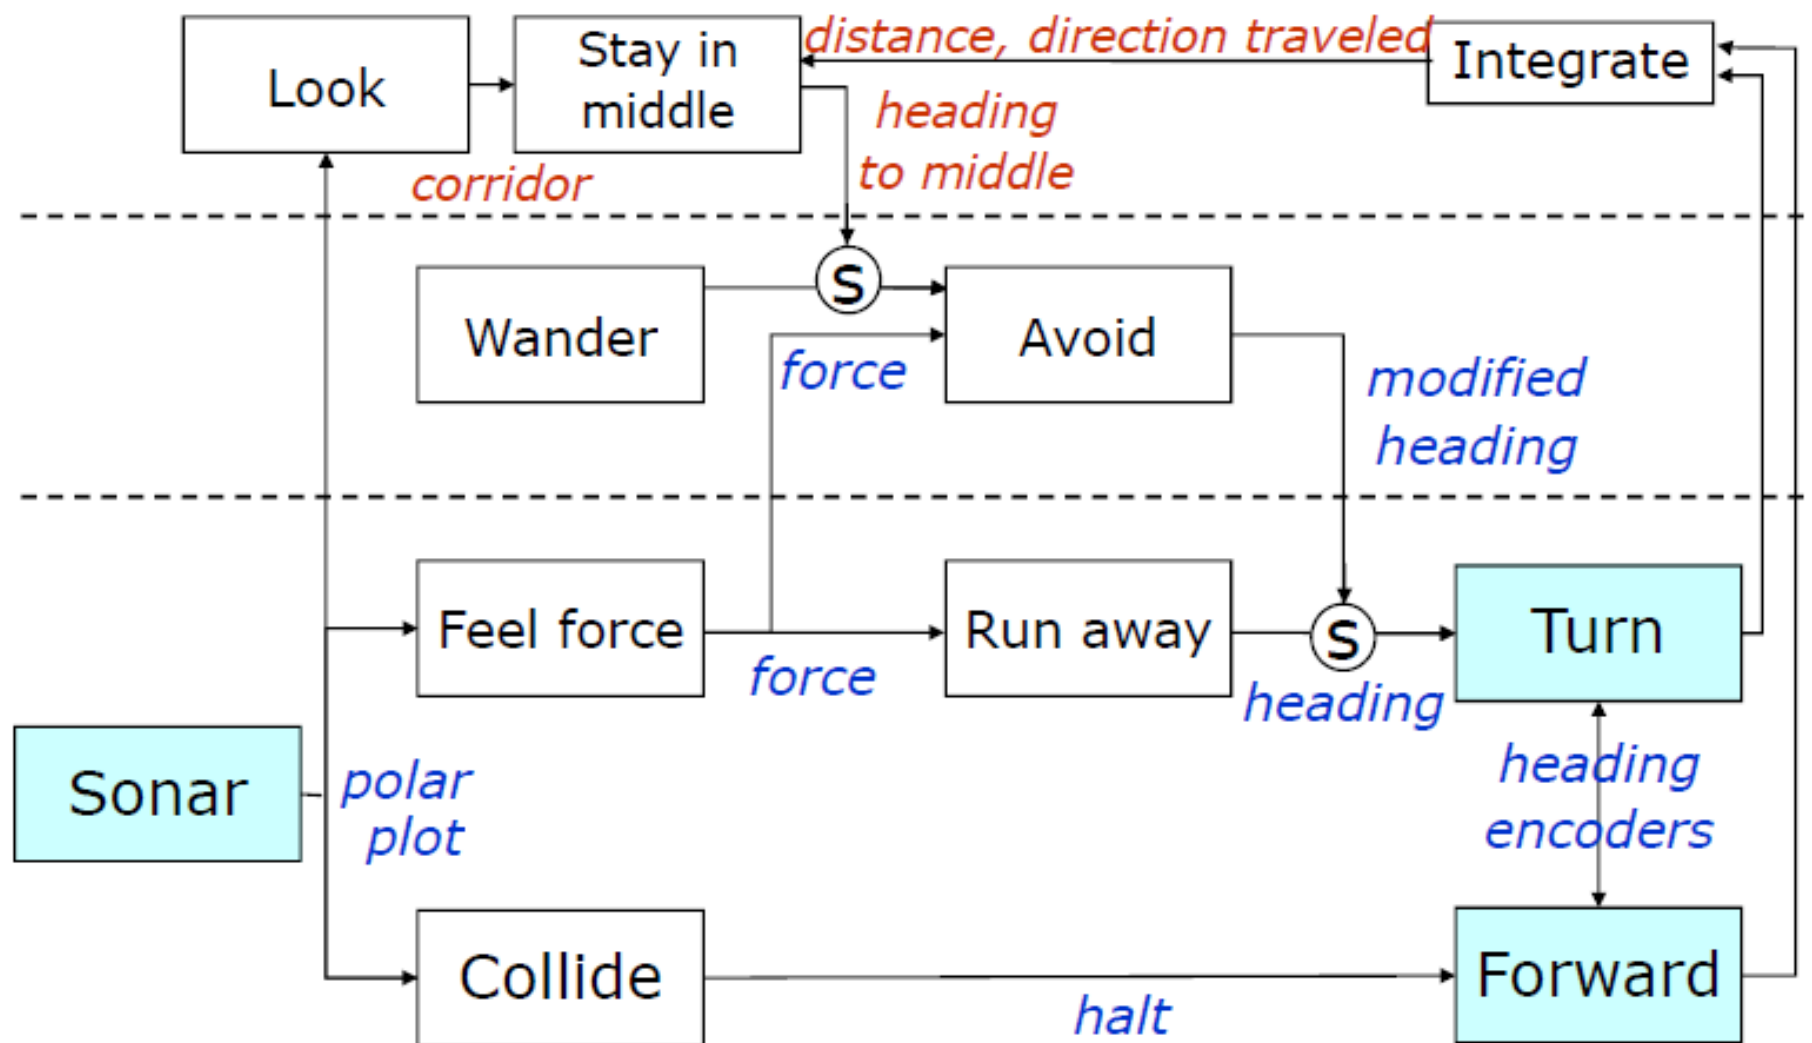 Look
Stay in
middle
distance, direction traveled
Integrate
heading
to middle
corridor
S
Wander
Avoid
force
modified
heading
Feel force
Run away
S
Turn
force
heading
Sonar
polar
plot
heading
encoders
Collide
Forward
halt